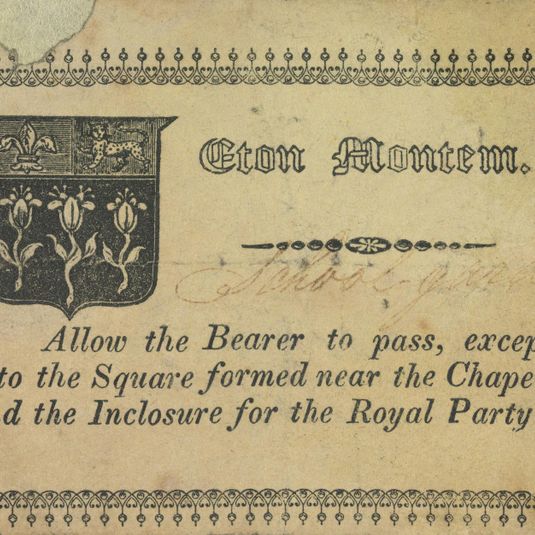 Eton Montem.
School
Allow the Bearer to pass, excep
to the Square formed near the Chape
d the Inclosure for the Royal Party